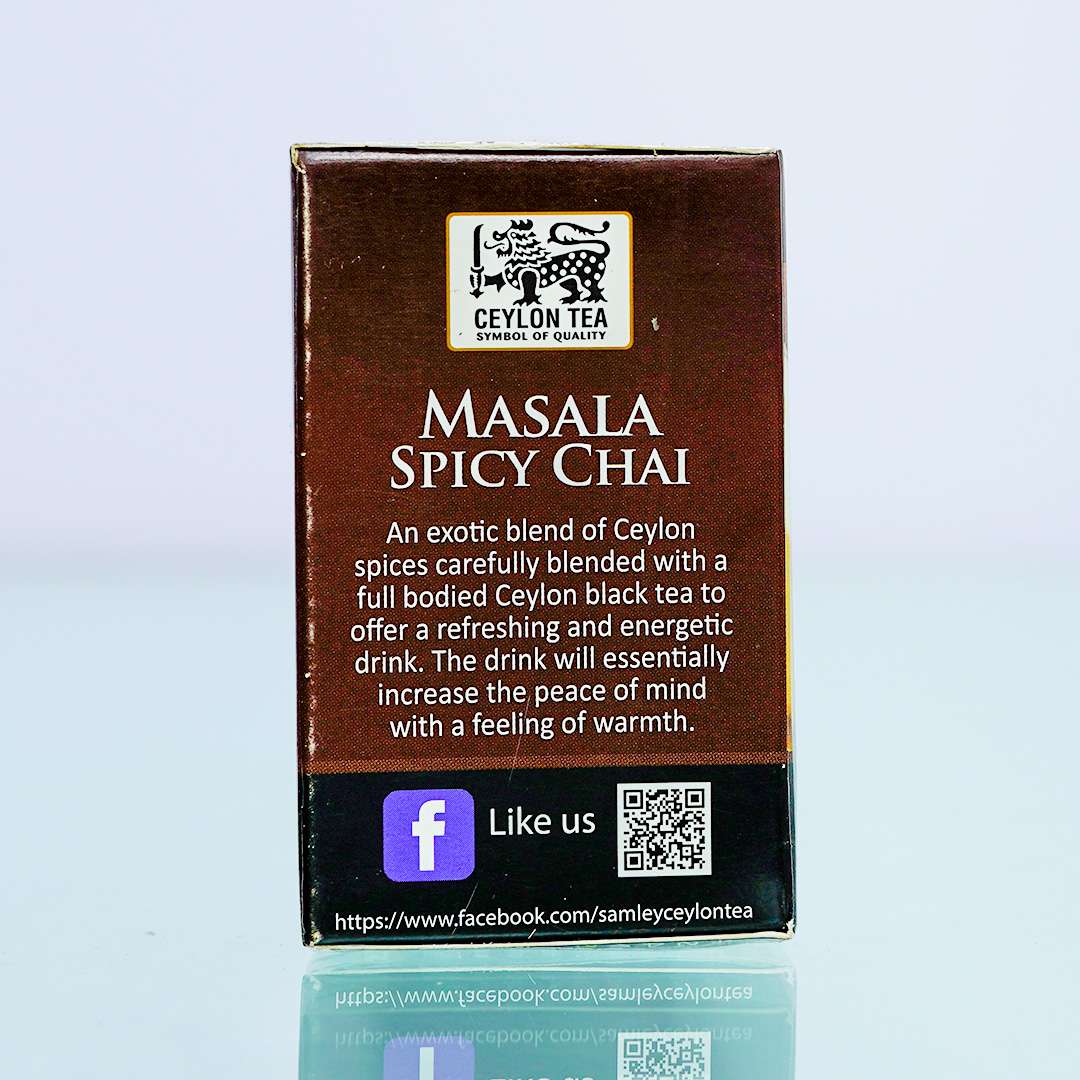 CEYLON TEA
SYMBOL OF QUALITY
MASALA
SPICY CHAI
An exotic blend of Ceylon
spices carefully blended with a
full bodied Ceylon black tea to
offer a refreshing and energetic
drink. The drink will essentially
increase the peace of mind
with a feeling of warmth.
f
Like us
https://www.facebook.com/samleyceylontea